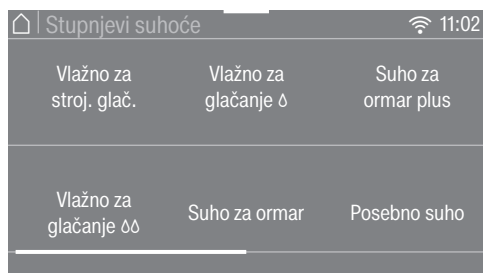 Stupnjevi suhoće 11:02
Vlažno za
stroj. glač.
Vlažno za
glačanje 💧
Suho za
ormar plus
Vlažno za
glačanje 💧💧
Suho za ormar
Posebno suho